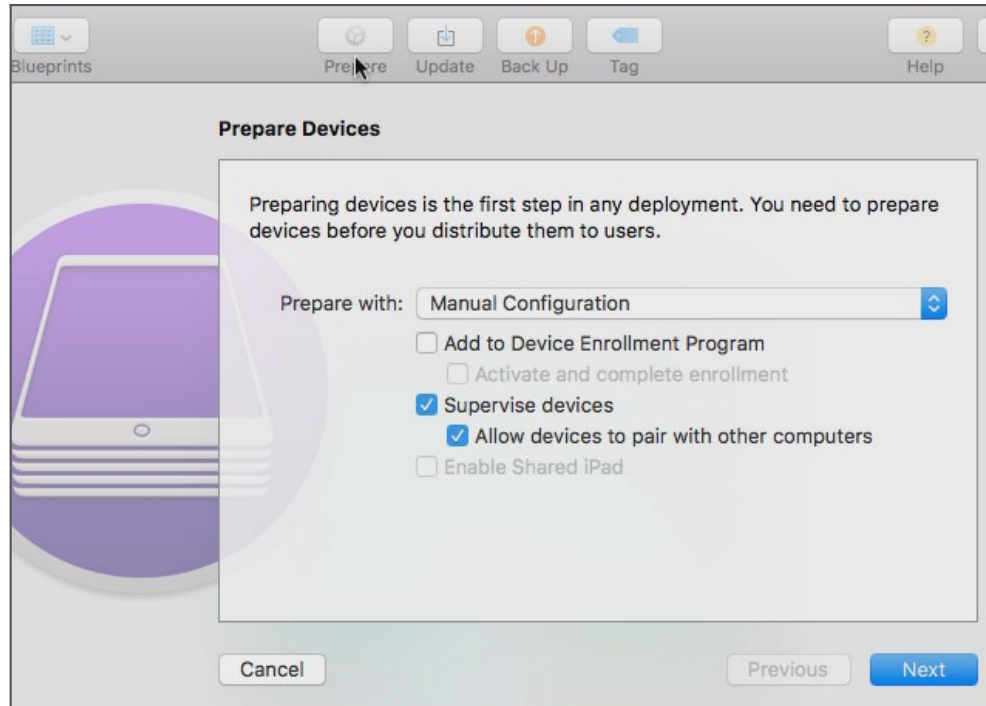 Blueprints
Prepare
Update
Back Up
Tag
?
Help
Prepare Devices
Preparing devices is the first step in any deployment. You need to prepare
devices before you distribute them to users.
Prepare with: Manual Configuration
Add to Device Enrollment Program
Activate and complete enrollment
Supervise devices
Allow devices to pair with other computers
Enable Shared iPad
Cancel
Previous
Next